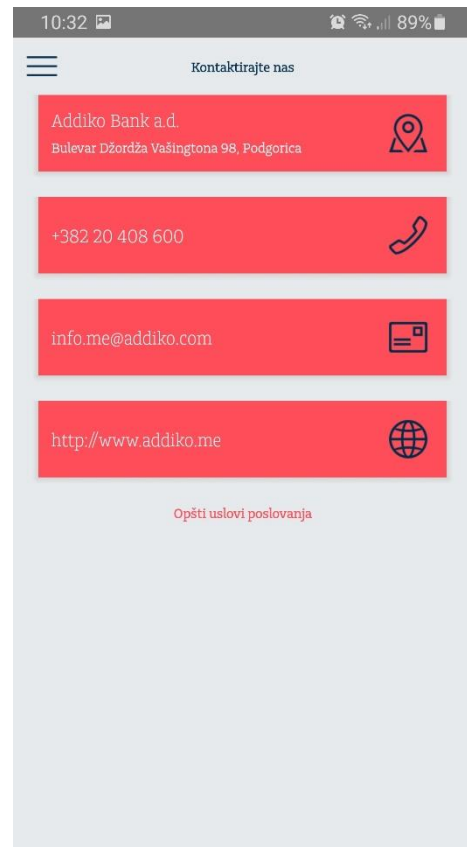 10:32
89%
Kontaktirajte nas
Addiko Bank a.d.
Bulevar Džordža Vašingtona 98, Podgorica
+382 20 408 600
info.me@addiko.com
http://www.addiko.me
Opšti uslovi poslovanja